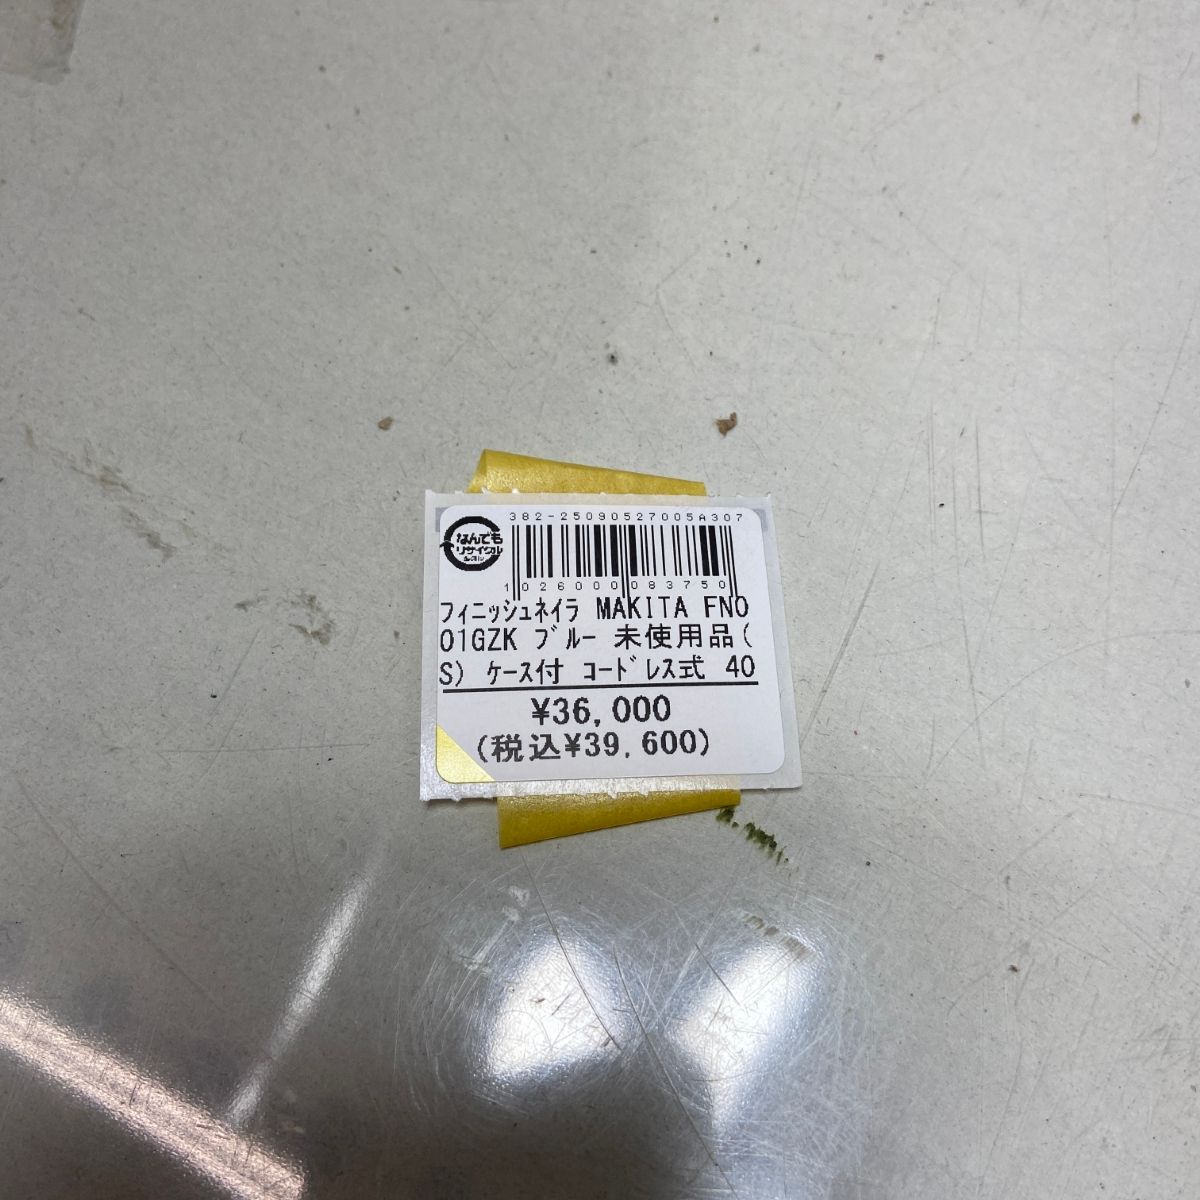 382-25090527005A307
なんでも
リサイクル
1026000083750
フィニッシュネイラ MAKITA FN0
01GZK ブルー 未使用品(
S) ケース付 コードレス式 40
¥36,000
(税込¥39,600)